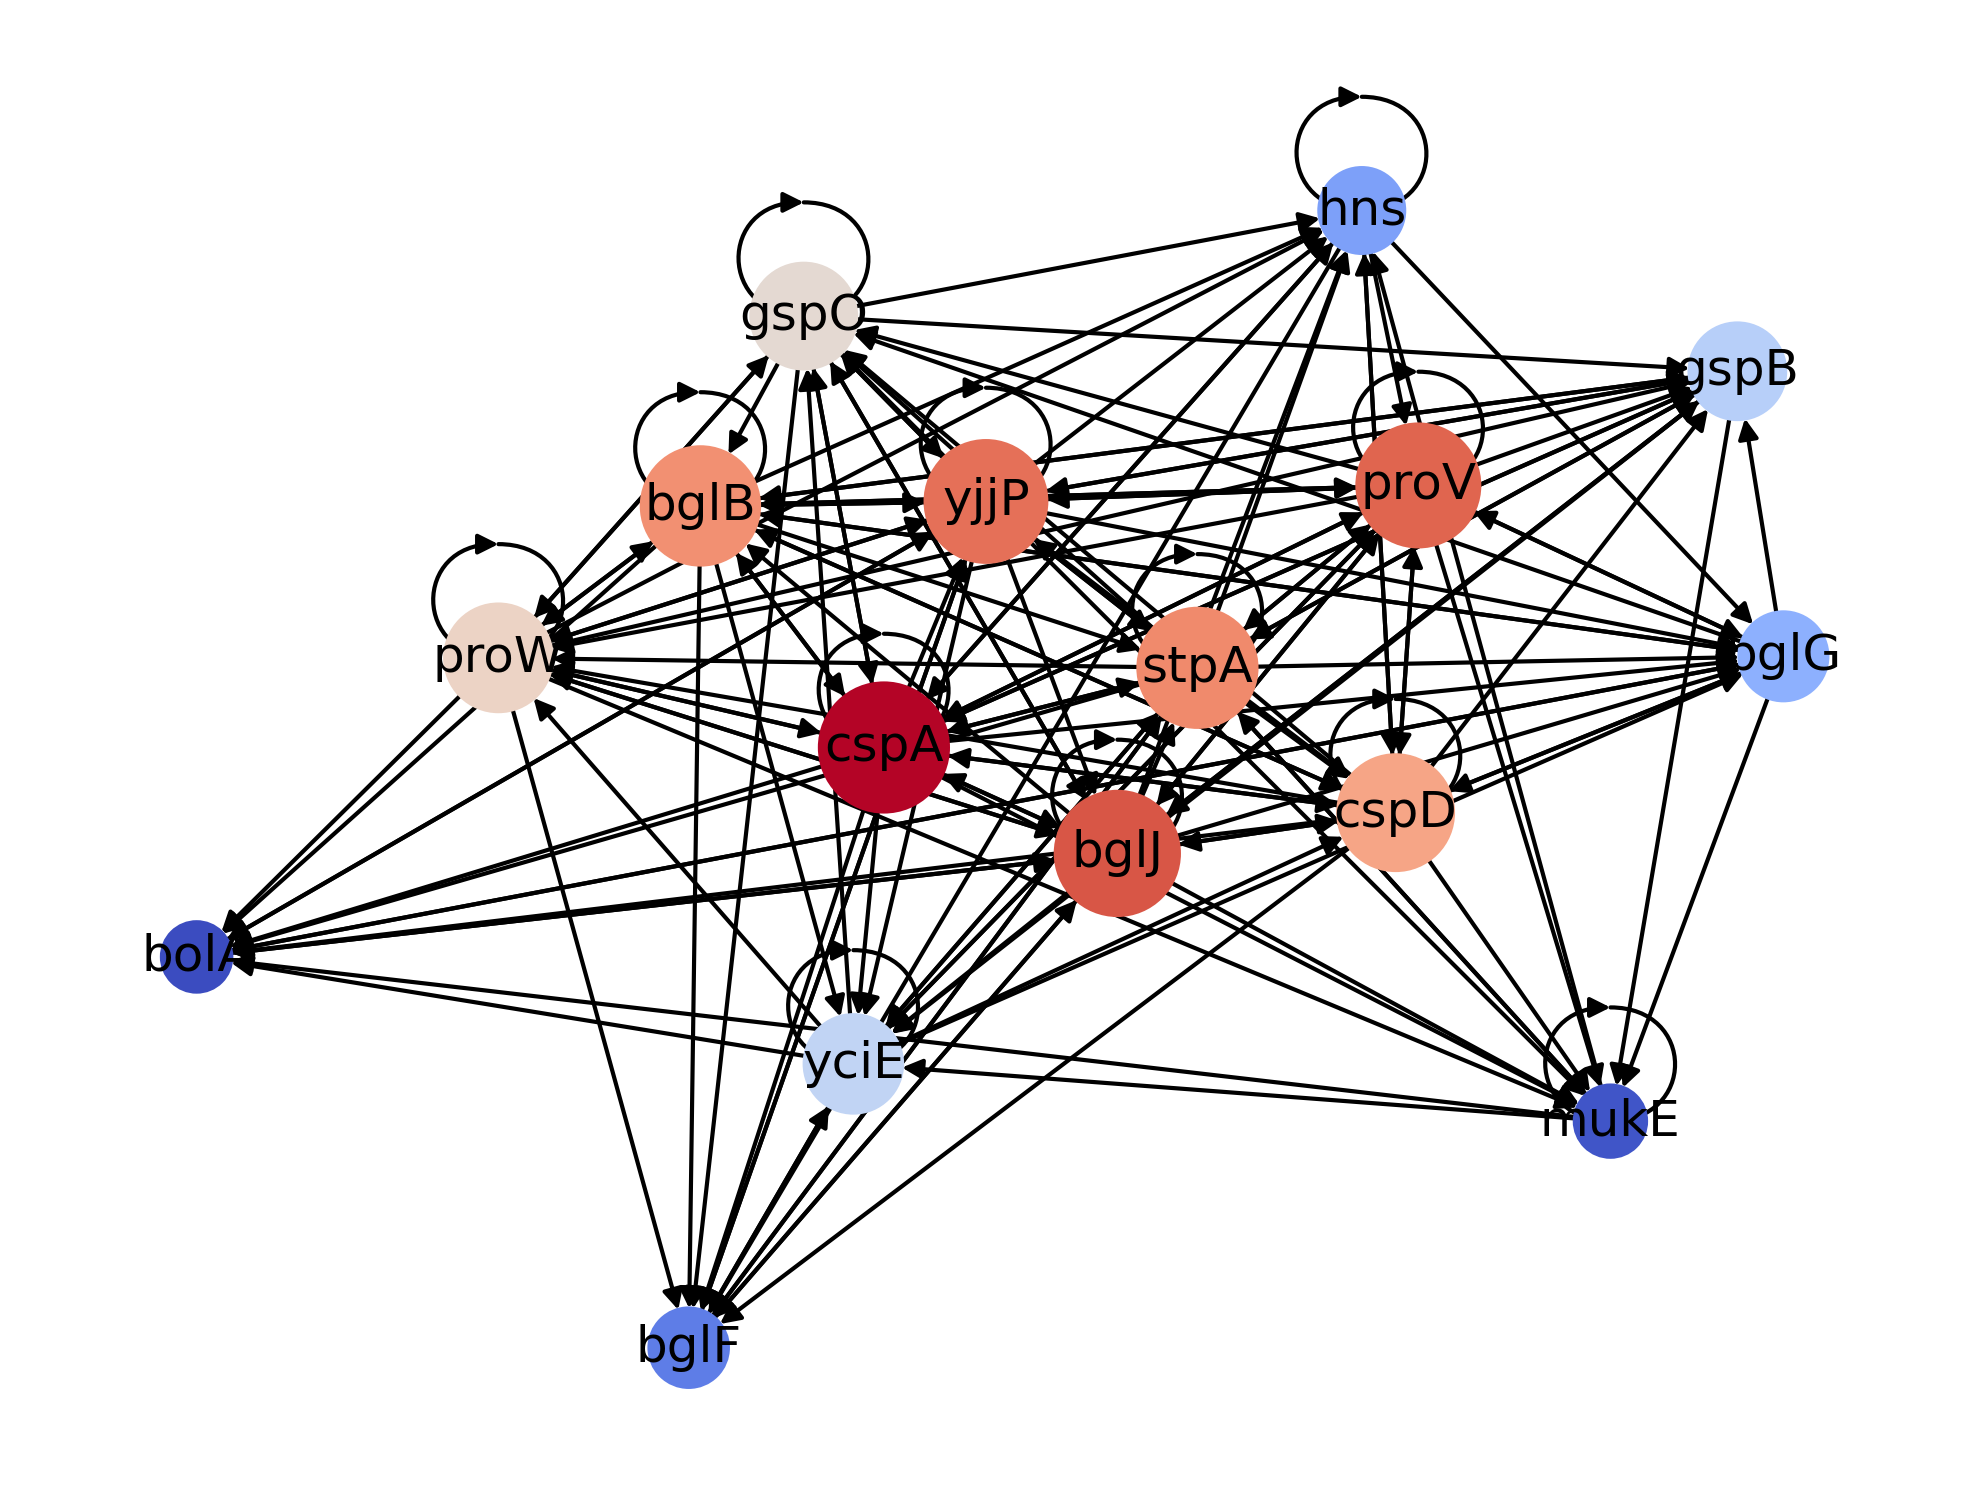 hns
gspC
gspB
proV
yjjP
bglB
proW
stpA
bglG
cspA
cspD
bglJ
bolA
yciE
mukE
bglF